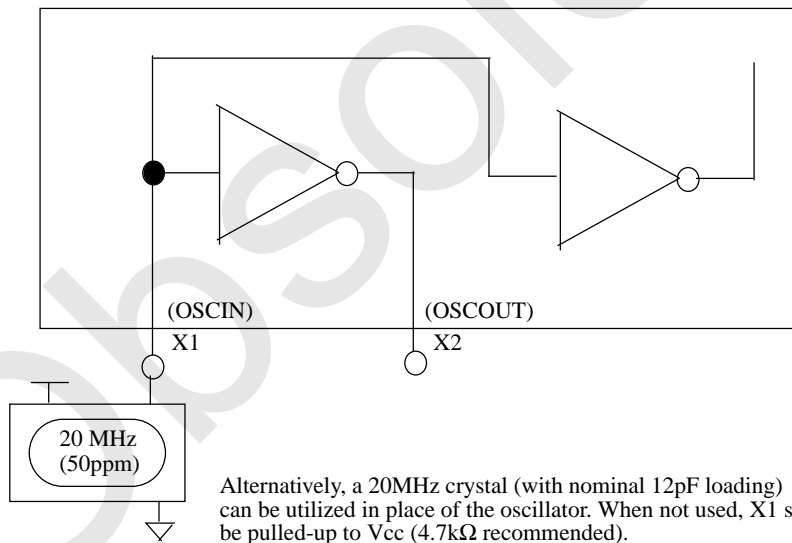 (OSCIN)
(OSCOUT)
X1
X2
20 MHz
(50ppm)
Alternatively, a 20MHz crystal (with nominal 12pF loading)
can be utilized in place of the oscillator. When not used, X1
be pulled-up to Vcc (4.7kΩ recommended).